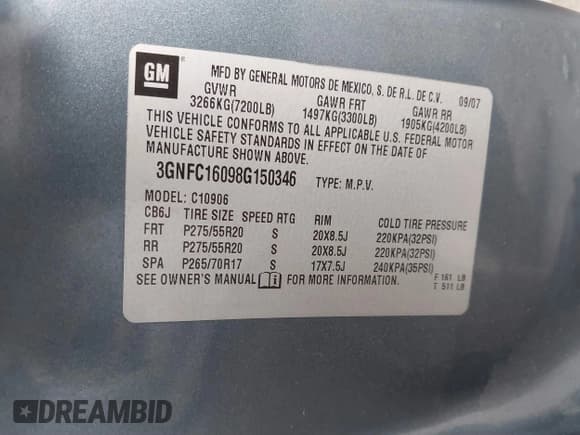 GM ®
MFD BY GENERAL MOTORS DE MEXICO, S. DE R.L. DE C.V. 09/07
GVWR GAWR FRT GAWR RR
3266KG(7200LB) 1497KG(3300LB) 1905KG(4200LB)
THIS VEHICLE CONFORMS TO ALL APPLICABLE U.S. FEDERAL MOTOR
VEHICLE SAFETY STANDARDS IN EFFECT ON THE DATE OF
MANUFACTURE SHOWN ABOVE.
3GNFC16098G150346 TYPE: M.P.V.
MODEL: C10906
CB6J TIRE SIZE SPEED RTG RIM COLD TIRE PRESSURE
FRT P275/55R20 S 20X8.5J 220KPA(32PSI)
RR P275/55R20 S 20X8.5J 220KPA(32PSI)
SPA P265/70R17 S 17X7.5J 240KPA(35PSI)
SEE OWNER'S MANUAL i FOR MORE INFORMATION.
F 161 LB
T 511 LB
DREAMBID